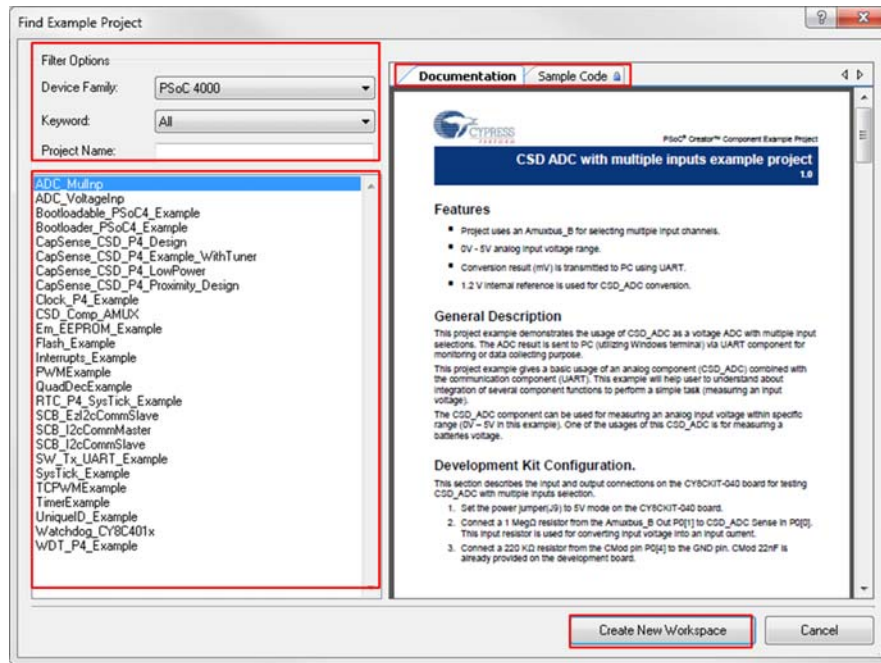 Find Example Project
Filter Options
Device Family:
PSoC 4000
Keyword:
All
Project Name:
ADC_MulInp
ADC_VoltageInp
Bootloadable_PSoC4_Example
Bootloader_PSoC4_Example
CapSense_CSD_P4_Design
CapSense_CSD_P4_Example_WithTuner
CapSense_CSD_P4_LowPower
CapSense_CSD_P4_Proximity_Design
Clock_P4_Example
CSD_Comp_AMUX
Em_EEPROM_Example
Flash_Example
Interrupts_Example
PWMExample
QuadDecExample
RTC_P4_SysTick_Example
SCB_EzI2cCommSlave
SCB_I2cCommMaster
SCB_I2cCommSlave
SW_Tx_UART_Example
SysTick_Example
TCPWMExample
TimerExample
UniqueID_Example
Watchdog_CY8C401x
WDT_P4_Example
Documentation
Sample Code
CYPRESS
PERFORM
PSoC® Creator™ Component Example Project
CSD ADC with multiple inputs example project
1.0
Features
■ Project uses an Amuxbus_B for selecting multiple input channels.
■ 0V - 5V analog input voltage range.
■ Conversion result (mV) is transmitted to PC using UART.
■ 1.2 V internal reference is used for CSD_ADC conversion.
General Description
This project example demonstrates the usage of CSD_ADC as a voltage ADC with multiple input
selections. The ADC result is sent to PC (utilizing Windows terminal) via UART component for
monitoring or data collecting purpose.
This project example gives a basic usage of an analog component (CSD_ADC) combined with
the communication component (UART). This example will help user to understand about
integration of several component functions to perform a simple task (measuring an input
voltage).
The CSD_ADC component can be used for measuring an analog input voltage within specific
range (0V – 5V in this example). One of the usages of this CSD_ADC is for measuring a
batteries voltage.
Development Kit Configuration.
This section describes the input and output connections on the CY8CKIT-040 board for testing
CSD_ADC with multiple inputs selection.
1. Set the power jumper(J9) to 5V mode on the CY8CKIT-040 board.
2. Connect a 1 MegΩ resistor from the Amuxbus_B Out P0[1] to CSD_ADC Sense In P0[0].
This input resistor is used for converting input voltage into an input current.
3. Connect a 220 KΩ resistor from the CMod pin P0[4] to the GND pin. CMod 22nF is
already provided on the development board.
Create New Workspace
Cancel